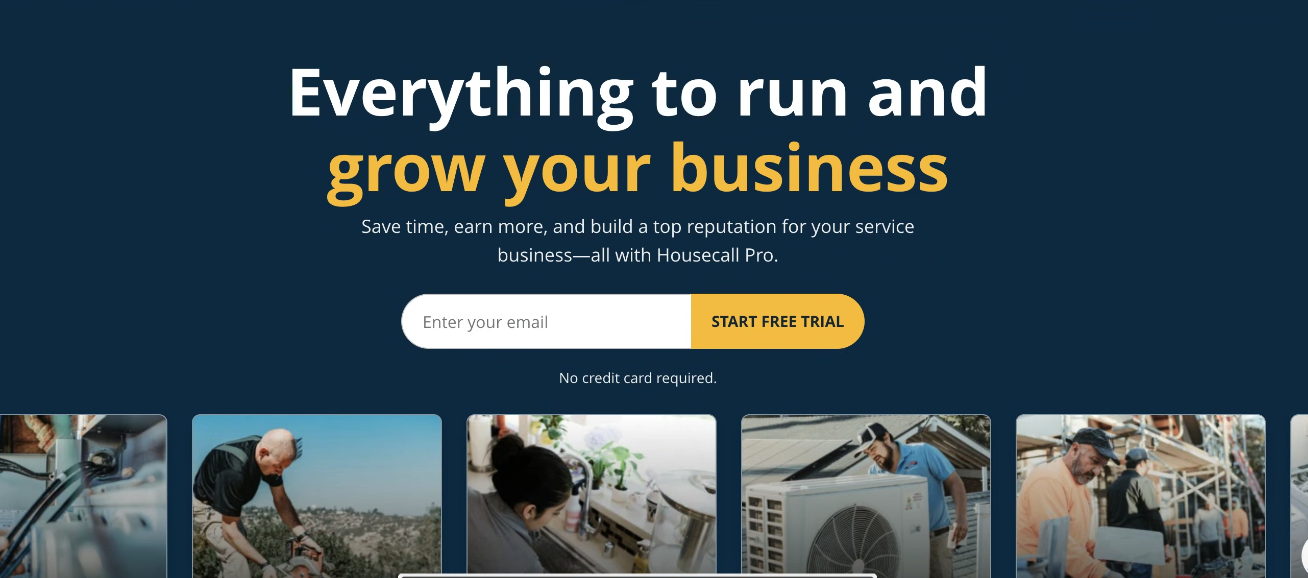 Everything to run and
grow your business
Save time, earn more, and build a top reputation for your service
business—all with Housecall Pro.
Enter your email
START FREE TRIAL
No credit card required.